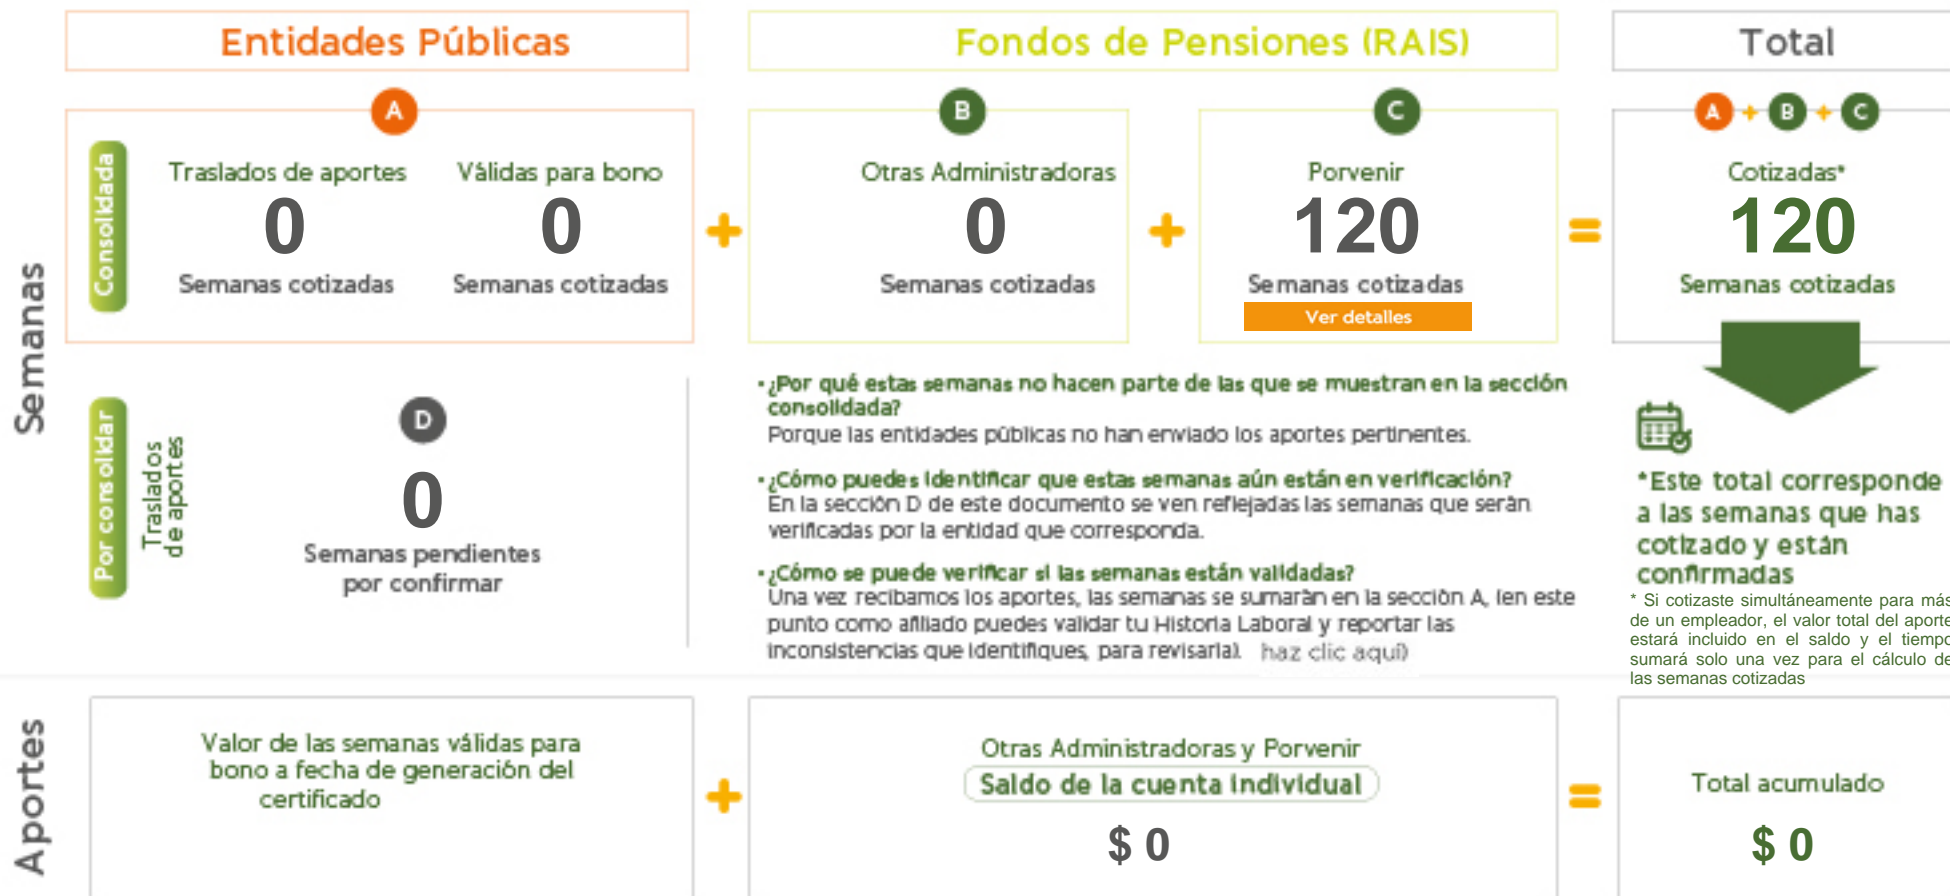 Entidades Públicas
Fondos de Pensiones (RAIS)
Total
Semanas
Consolidada
A
Traslados de aportes
0
Semanas cotizadas
Válidas para bono
0
Semanas cotizadas
+
B
Otras Administradoras
0
Semanas cotizadas
+
C
Porvenir
120
Semanas cotizadas
Ver detalles
=
A + B + C
Cotizadas*
120
Semanas cotizadas
Por consolidar
Traslados
de aportes
D
0
Semanas pendientes
por confirmar
• ¿Por qué estas semanas no hacen parte de las que se muestran en la sección
consolidada?
Porque las entidades públicas no han enviado los aportes pertinentes.
• ¿Cómo puedes identificar que estas semanas aún están en verificación?
En la sección D de este documento se ven reflejadas las semanas que serán
verificadas por la entidad que corresponda.
• ¿Cómo se puede verificar si las semanas están validadas?
Una vez recibamos los aportes, las semanas se sumarán en la sección A, (en este
punto como afiliado puedes validar tu Historia Laboral y reportar las
inconsistencias que identifiques, para revisarla). haz clic aquí)
*Este total corresponde
a las semanas que has
cotizado y están
confirmadas
* Si cotizaste simultáneamente para más
de un empleador, el valor total del aporte
estará incluido en el saldo y el tiempo
sumará solo una vez para el cálculo de
las semanas cotizadas
Aportes
Valor de las semanas válidas para
bono a fecha de generación del
certificado
+
Otras Administradoras y Porvenir
Saldo de la cuenta individual
$ 0
=
Total acumulado
$ 0